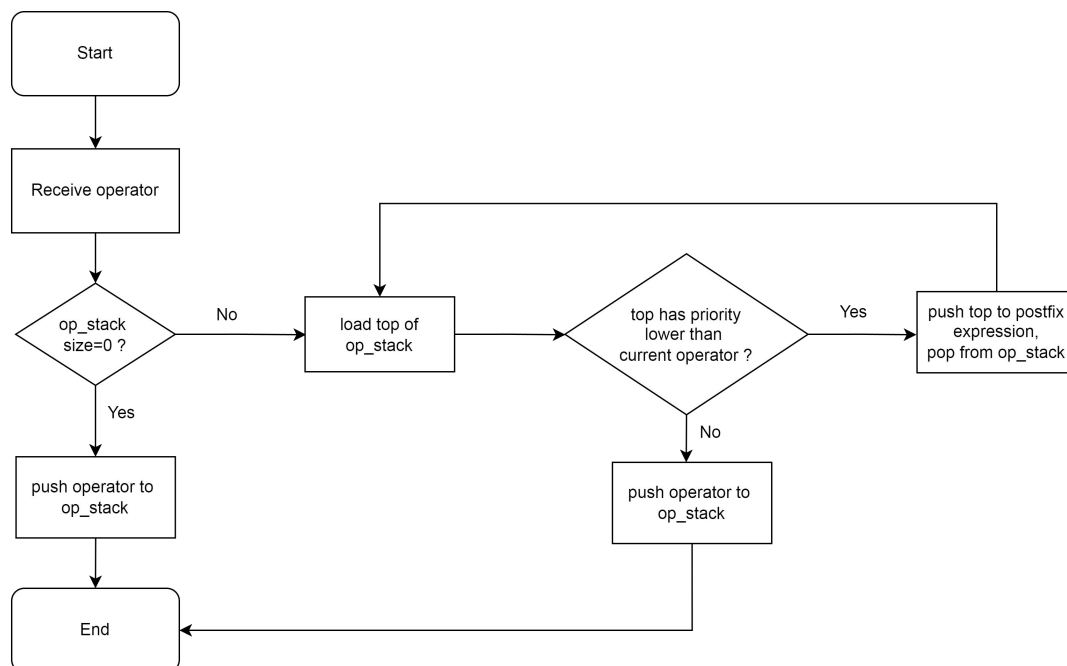 Start
Receive operator
op_stack
size=0 ?
No
load top of
op_stack
top has priority
lower than
current operator ?
Yes
push top to postfix
expression,
pop from op_stack
Yes
push operator to
op_stack
No
push operator to
op_stack
End